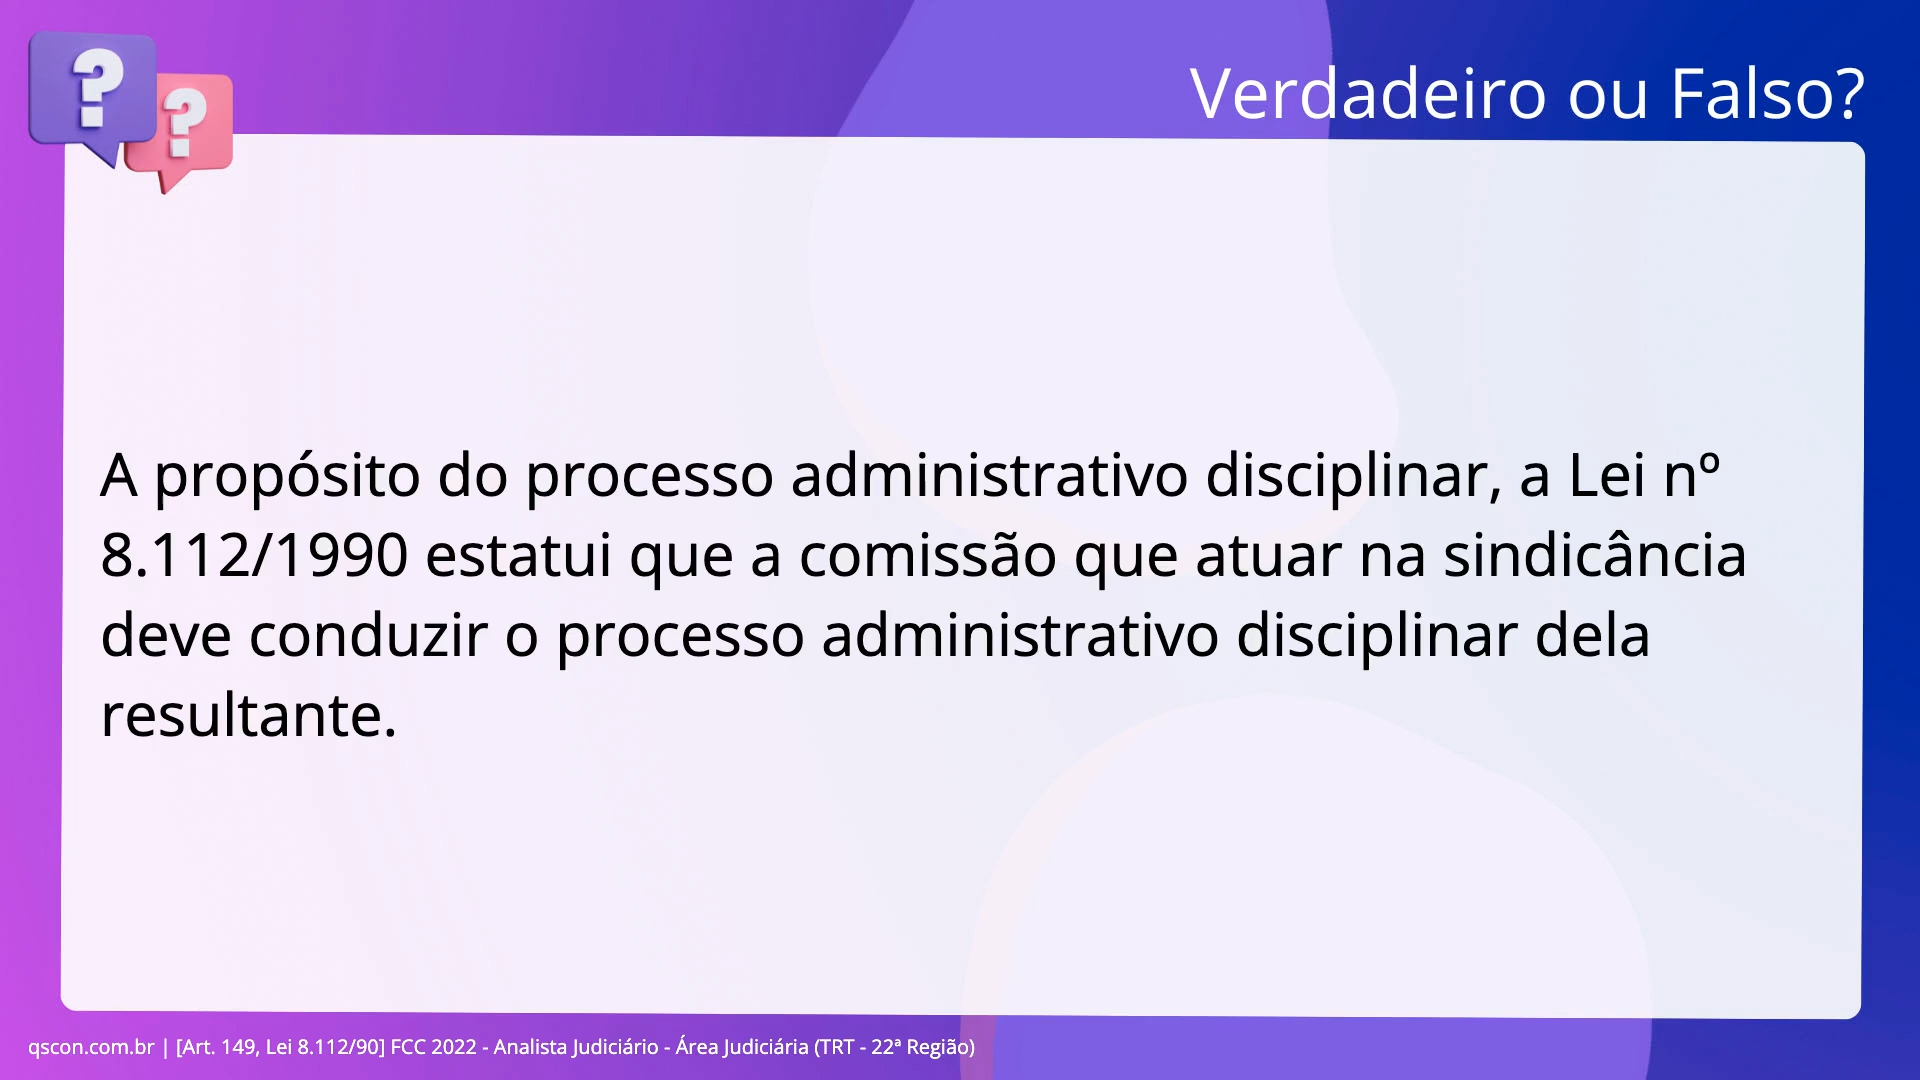 Verdadeiro ou Falso?
A propósito do processo administrativo disciplinar, a Lei nº
8.112/1990 estatui que a comissão que atuar na sindicância
deve conduzir o processo administrativo disciplinar dela
resultante.
qscon.com.br | [Art. 149, Lei 8.112/90] FCC 2022 - Analista Judiciário - Área Judiciária (TRT - 22ª Região)